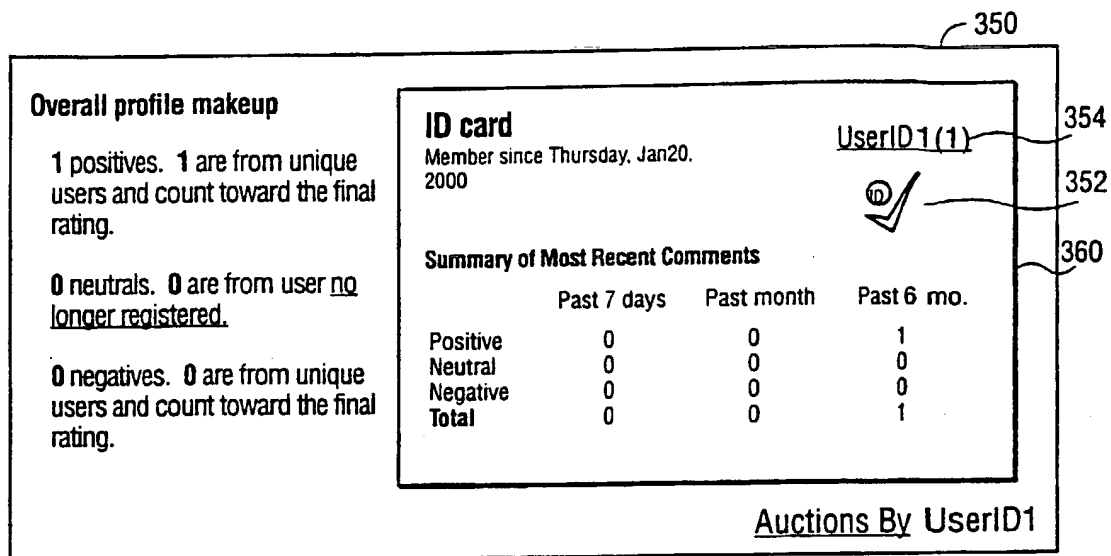 350
Overall profile makeup
1 positives. 1 are from unique
users and count toward the final
rating.
0 neutrals. 0 are from user no
longer registered.
0 negatives. 0 are from unique
users and count toward the final
rating.
ID card
Member since Thursday, Jan20,
2000
UserID1(1)
354
ID
352
360
Summary of Most Recent Comments
Past 7 days Past month Past 6 mo.
Positive 0 0 1
Neutral 0 0 0
Negative 0 0 0
Total 0 0 1
Auctions By UserID1